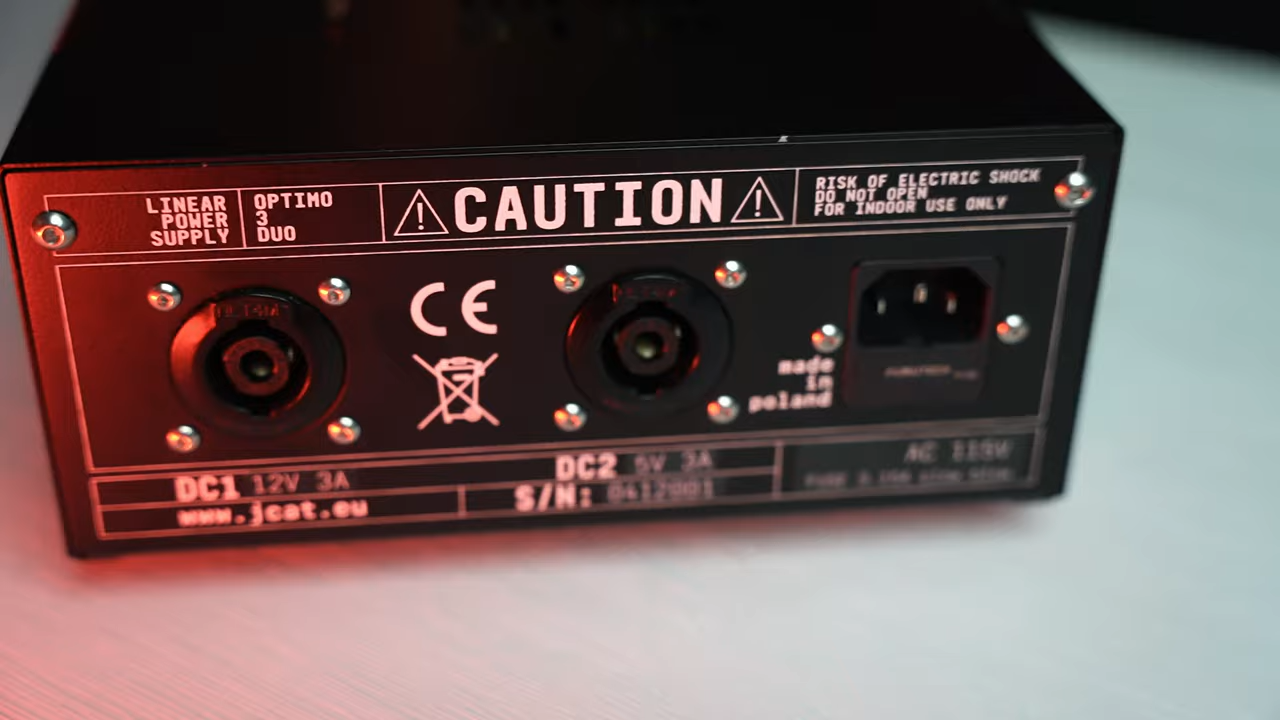 LINEAR
POWER
SUPPLY
OPTIMO
3
DUO
CAUTION
RISK OF ELECTRIC SHOCK
DO NOT OPEN
FOR INDOOR USE ONLY
CE
made
in
poland
DC1 12V 3A
DC2 5V 3A
AC 115V
www.jcat.eu
S/N: 0412001